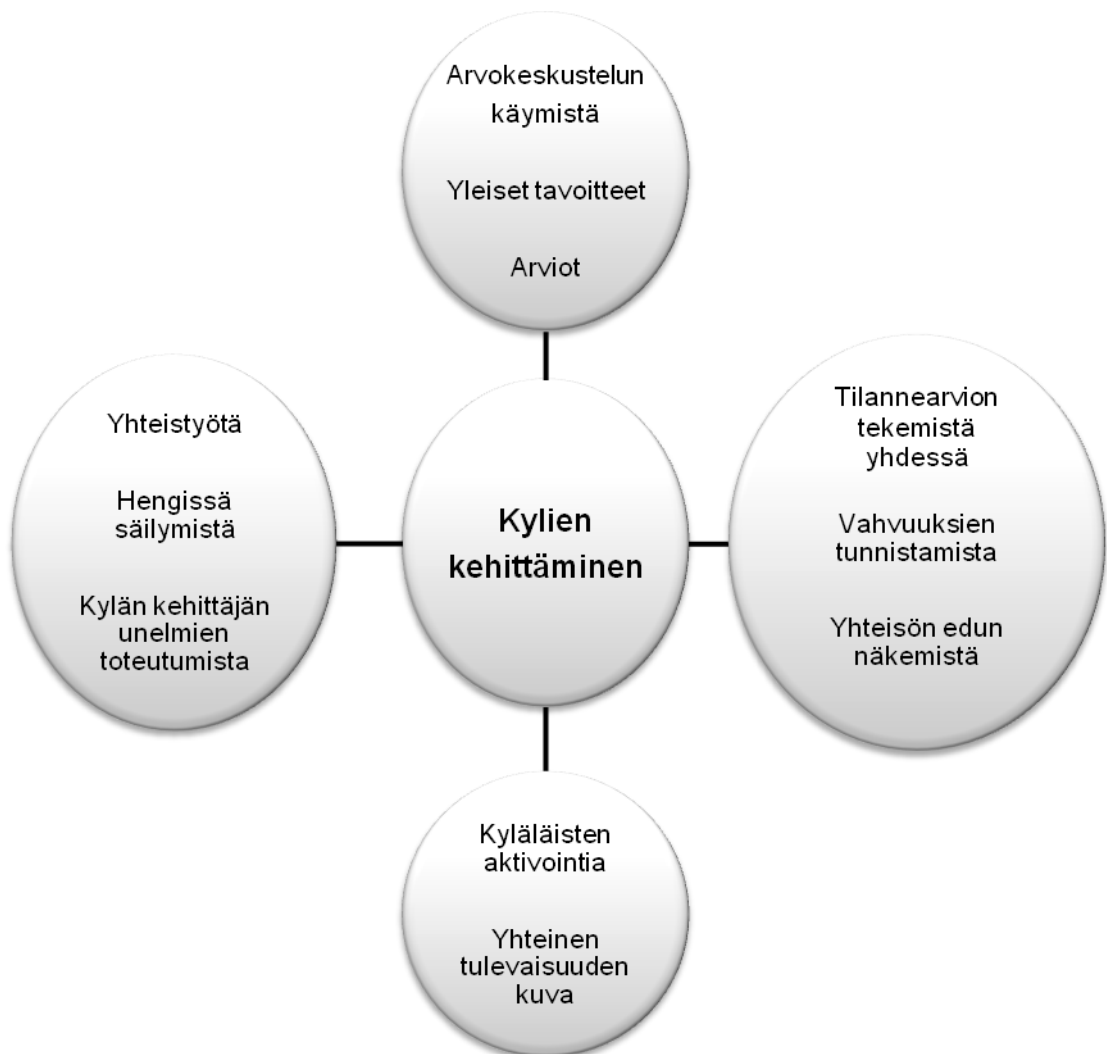 Arvokeskustelun
käymistä
Yleiset tavoitteet
Arviot
Yhteistyötä
Hengissä
säilymistä
Kylän kehittäjän
unelmien
toteutumista
Kylien
kehittäminen
Tilannearvion
tekemistä
yhdessä
Vahvuuksien
tunnistamista
Yhteisön edun
näkemistä
Kyläläisten
aktivointia
Yhteinen
tulevaisuuden
kuva